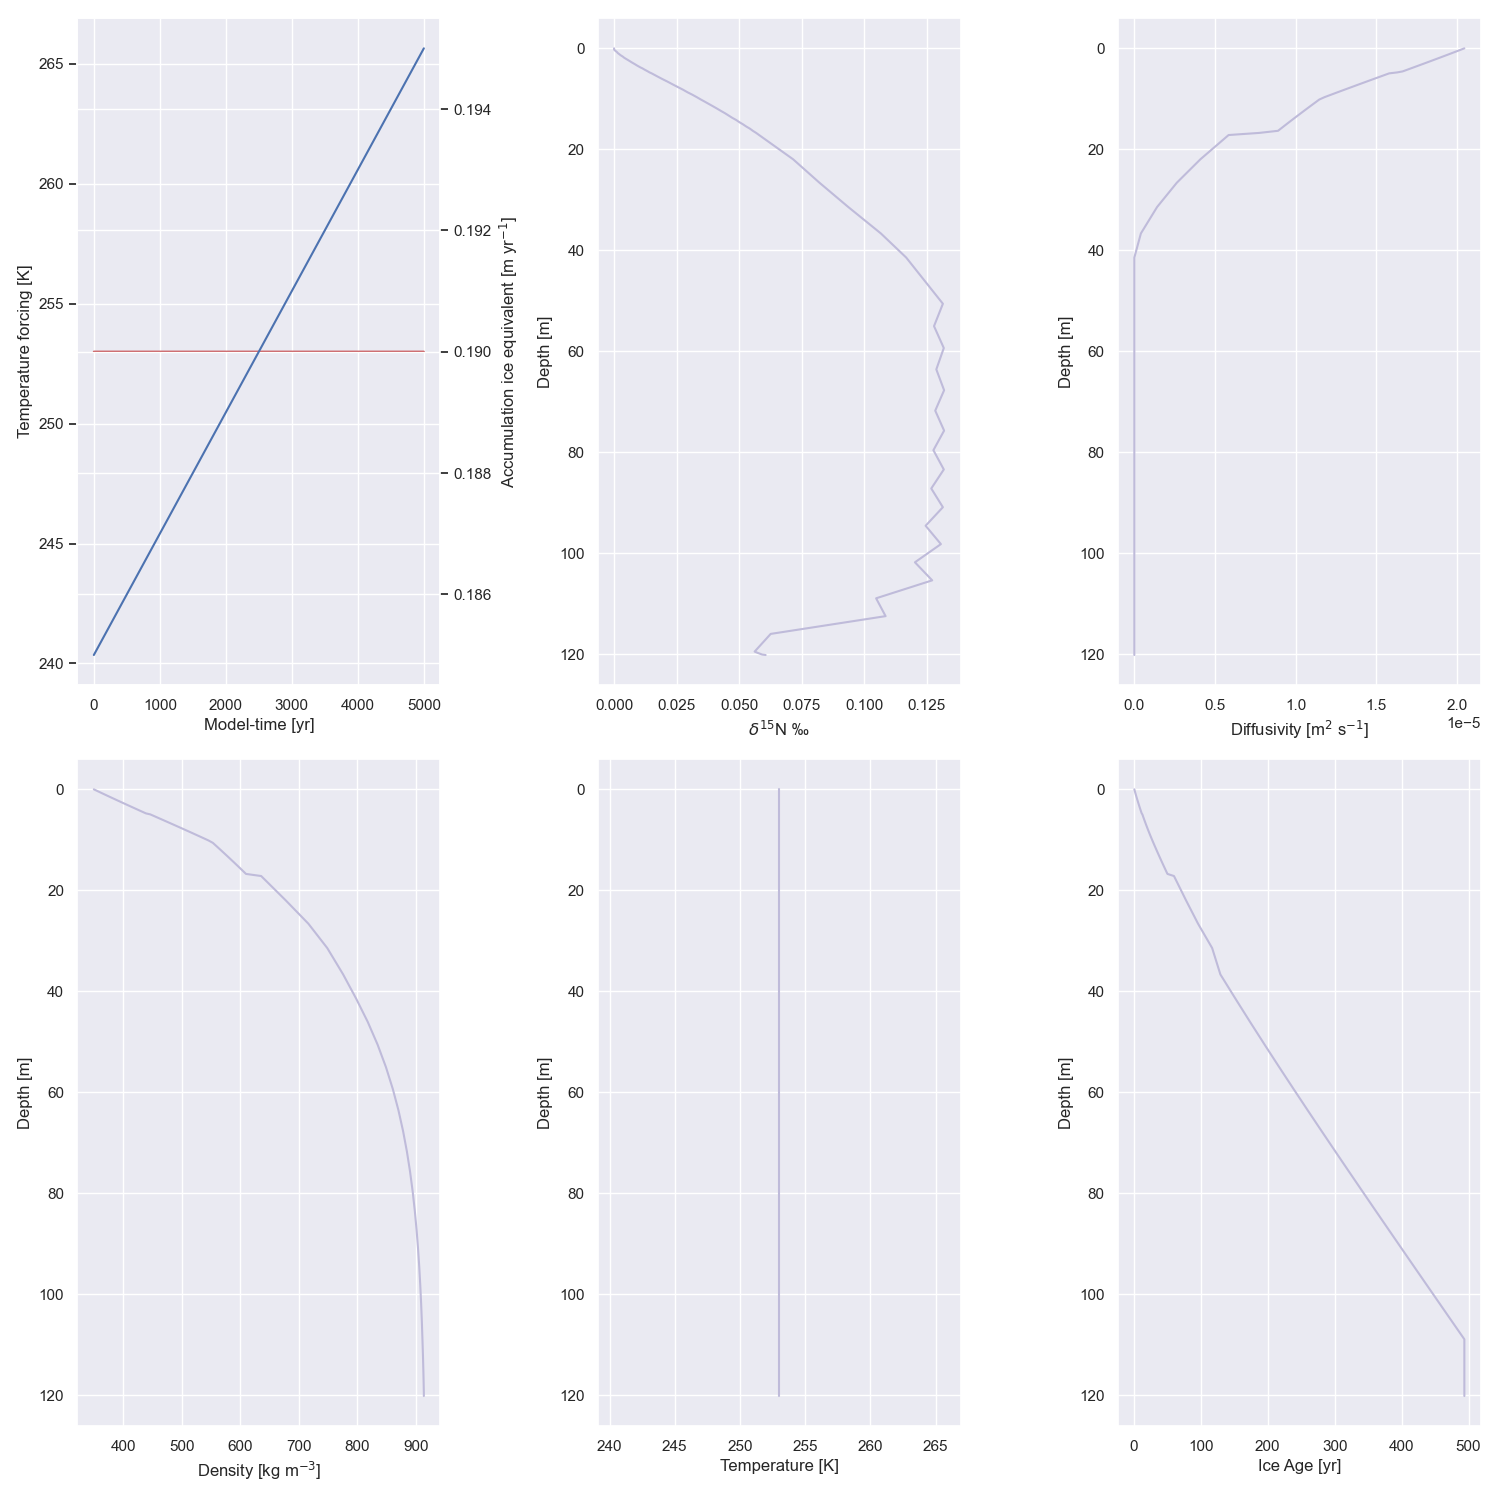 265
260
255
250
245
240
Temperature forcing [K]
0.194
0.192
0.190
0.188
0.186
Accumulation ice equivalent [m yr⁻¹]
0 1000 2000 3000 4000 5000
Model-time [yr]
0
20
40
60
80
100
120
Depth [m]
0.000 0.025 0.050 0.075 0.100 0.125
δ¹⁵N ‰
0
20
40
60
80
100
120
Depth [m]
0.0 0.5 1.0 1.5 2.0
1e−5
Diffusivity [m² s⁻¹]
0
20
40
60
80
100
120
Depth [m]
400 500 600 700 800 900
Density [kg m⁻³]
0
20
40
60
80
100
120
Depth [m]
240 245 250 255 260 265
Temperature [K]
0
20
40
60
80
100
120
Depth [m]
0 100 200 300 400 500
Ice Age [yr]